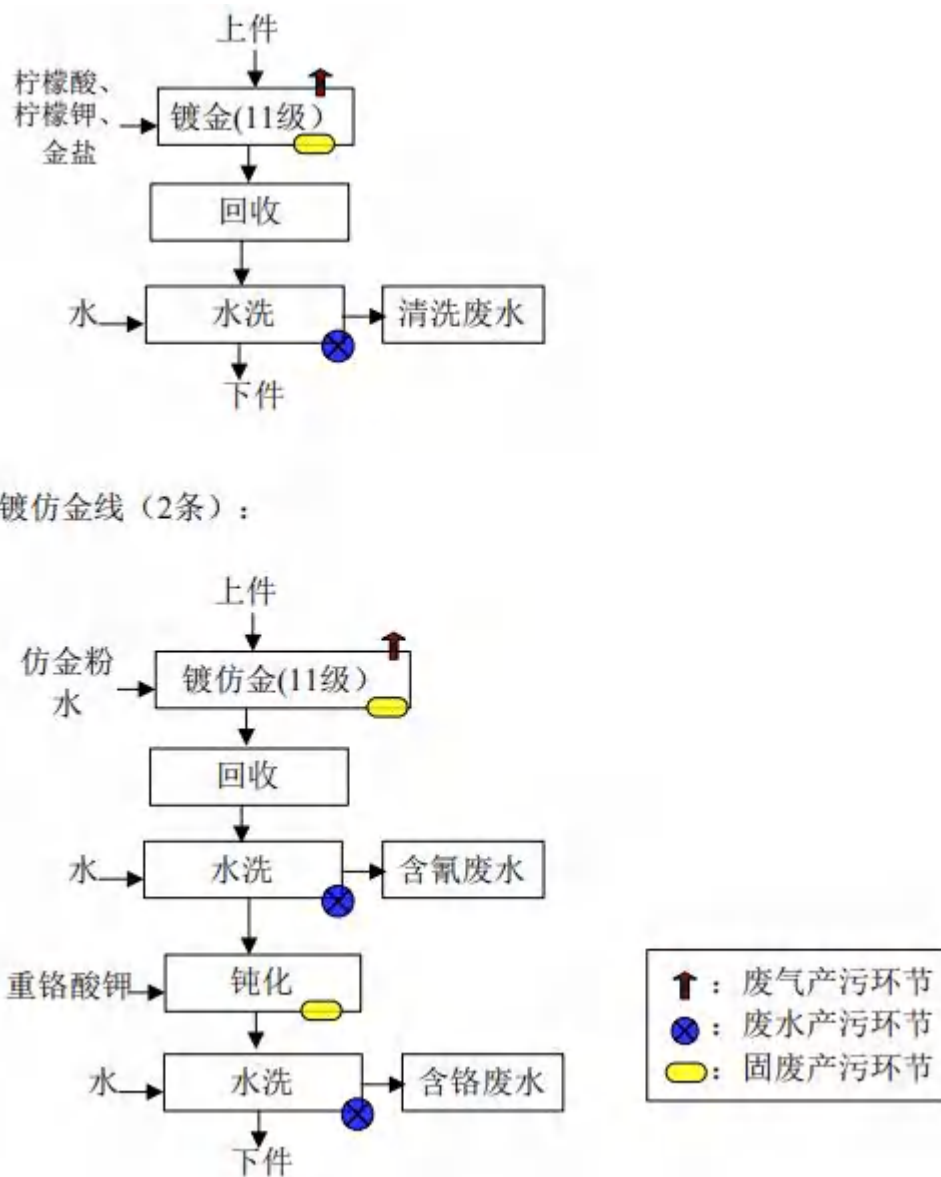 上件
柠檬酸、
柠檬钾、
金盐
镀金(11级）
回收
水
水洗
清洗废水
下件
镀仿金线（2条）：
上件
仿金粉
水
镀仿金(11级）
回收
水
水洗
含氰废水
重铬酸钾
钝化
水
水洗
含铬废水
下件
：废气产污环节
：废水产污环节
：固废产污环节